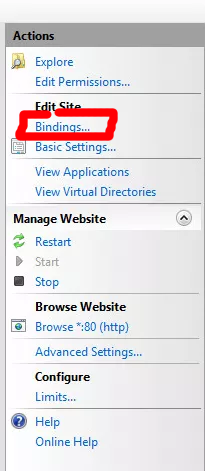 Actions
Explore
Edit Permissions...
Edit Site
Bindings...
Basic Settings...
View Applications
View Virtual Directories
Manage Website
Restart
Start
Stop
Browse Website
Browse *:80 (http)
Advanced Settings...
Configure
Limits...
Help
Online Help